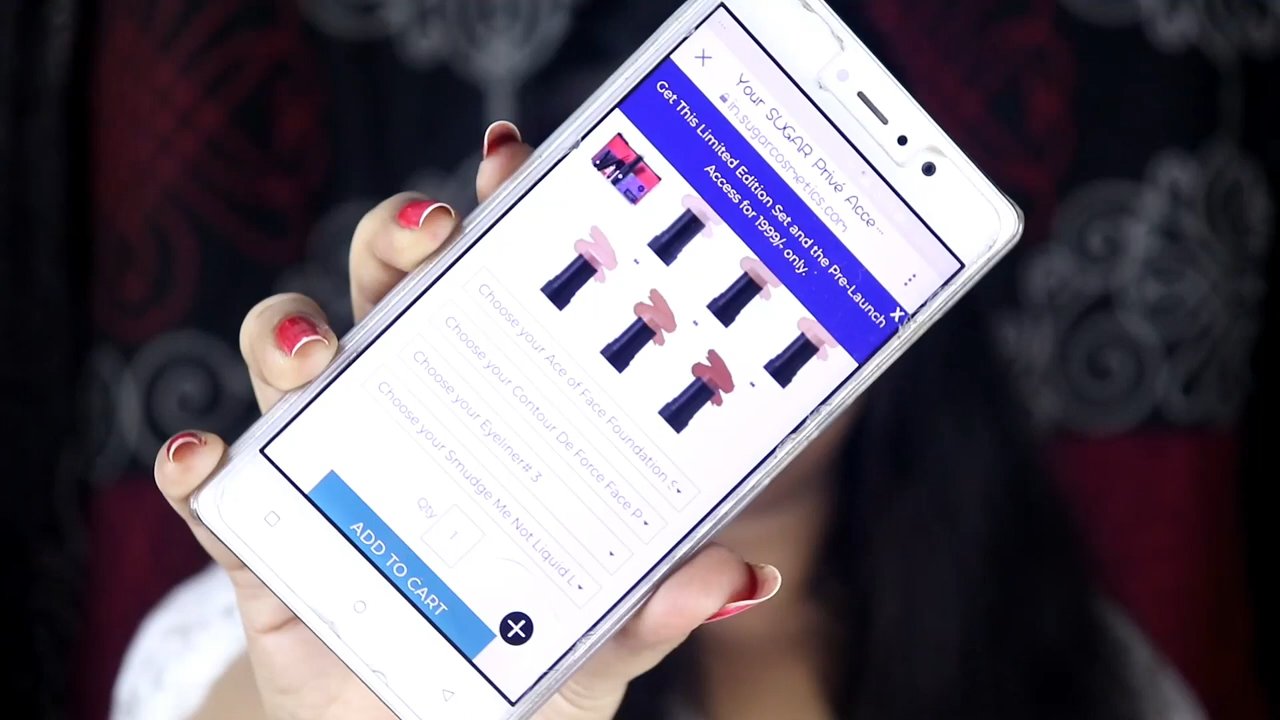 Your SUGAR Privé Acce...
in.sugarcosmetics.com
Get This Limited Edition Set and the Pre-Launch
Access for 1999/- only.
X
Choose your Ace of Face Foundation S
Choose your Contour De Force Face P
Choose your Eyeliner# 3
Choose your Smudge Me Not Liquid L
Qty
1
ADD TO CART